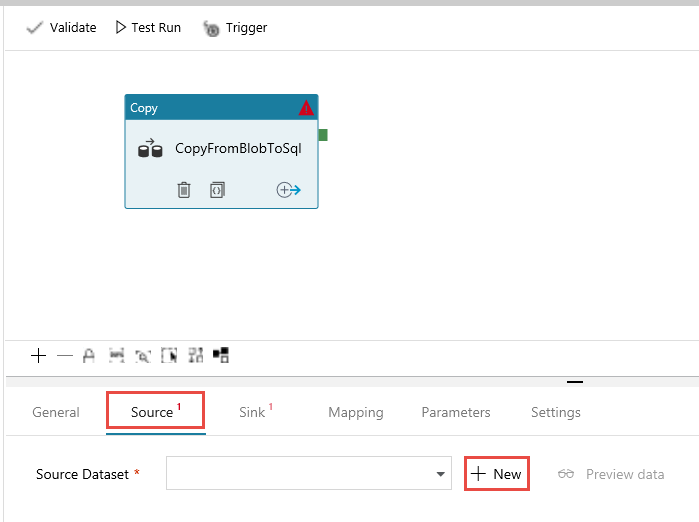 Validate Test Run Trigger
Copy
CopyFromBlobToSql
General Source 1 Sink 1 Mapping Parameters Settings
Source Dataset * New Preview data